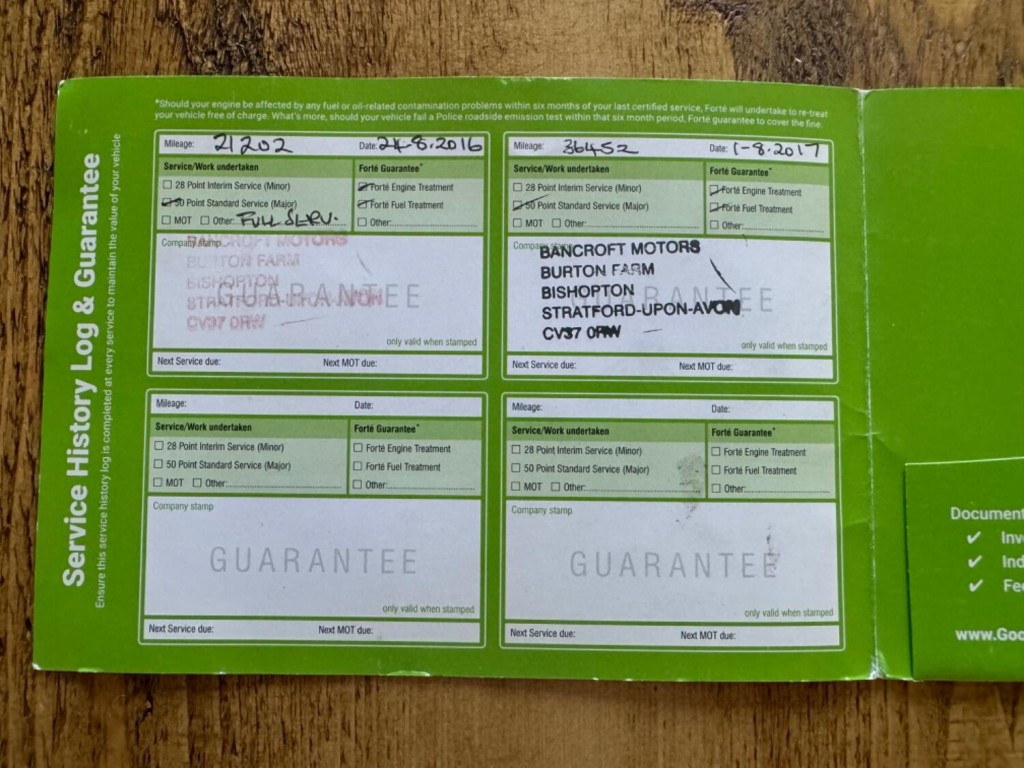 Service History Log & Guarantee
Ensure this service history log is completed at every service to maintain the value of your vehicle
*Should your engine be affected by any fuel or oil-related contamination problems within six months of your last certified service, Forté will undertake to re-treat
your vehicle free of charge. What's more, should your vehicle fail a Police roadside emission test within that six month period, Forté guarantee to cover the fine.
Mileage: 21202 Date: 24-8.2016
Service/Work undertaken Forté Guarantee*
28 Point Interim Service (Minor) Forté Engine Treatment
50 Point Standard Service (Major) Forté Fuel Treatment
MOT Other: FULL SERV. Other:
Company stamp
BANCROFT MOTORS
BURTON FARM
BISHOPTON
STRATFORD-UPON-AVON
CV37 0RW
GUARANTEE
only valid when stamped
Next Service due: Next MOT due:
Mileage: 36452 Date: 1-8.2017
Service/Work undertaken Forté Guarantee*
28 Point Interim Service (Minor) Forté Engine Treatment
50 Point Standard Service (Major) Forté Fuel Treatment
MOT Other: Other:
Company stamp
BANCROFT MOTORS
BURTON FARM
BISHOPTON
STRATFORD-UPON-AVON
CV37 0RW
GUARANTEE
only valid when stamped
Next Service due: Next MOT due:
Mileage: Date:
Service/Work undertaken Forté Guarantee*
28 Point Interim Service (Minor) Forté Engine Treatment
50 Point Standard Service (Major) Forté Fuel Treatment
MOT Other: Other:
Company stamp
GUARANTEE
only valid when stamped
Next Service due: Next MOT due:
Mileage: Date:
Service/Work undertaken Forté Guarantee*
28 Point Interim Service (Minor) Forté Engine Treatment
50 Point Standard Service (Major) Forté Fuel Treatment
MOT Other: Other:
Company stamp
GUARANTEE
only valid when stamped
Next Service due: Next MOT due:
Document
Inv
Ind
Fe
www.Goo